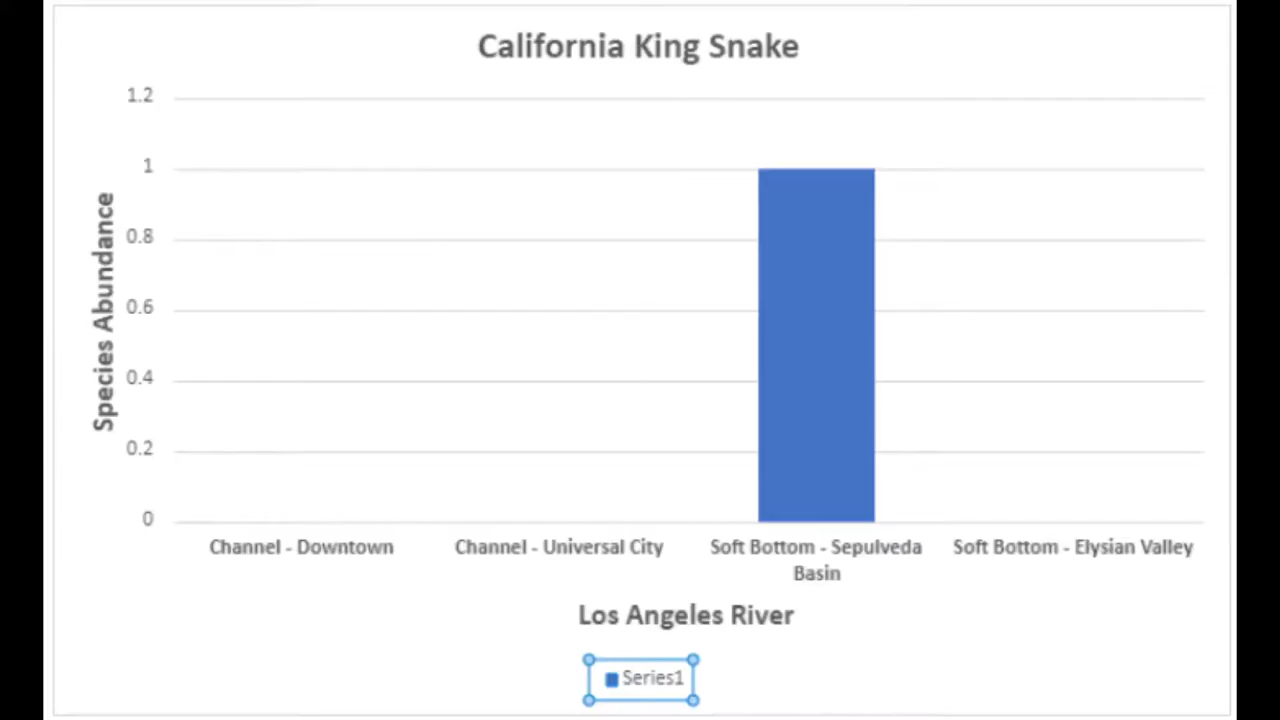 California King Snake
1.2
1
0.8
0.6
0.4
0.2
0
Species Abundance
Channel - Downtown
Channel - Universal City
Soft Bottom - Sepulveda
Basin
Soft Bottom - Elysian Valley
Los Angeles River
Series1